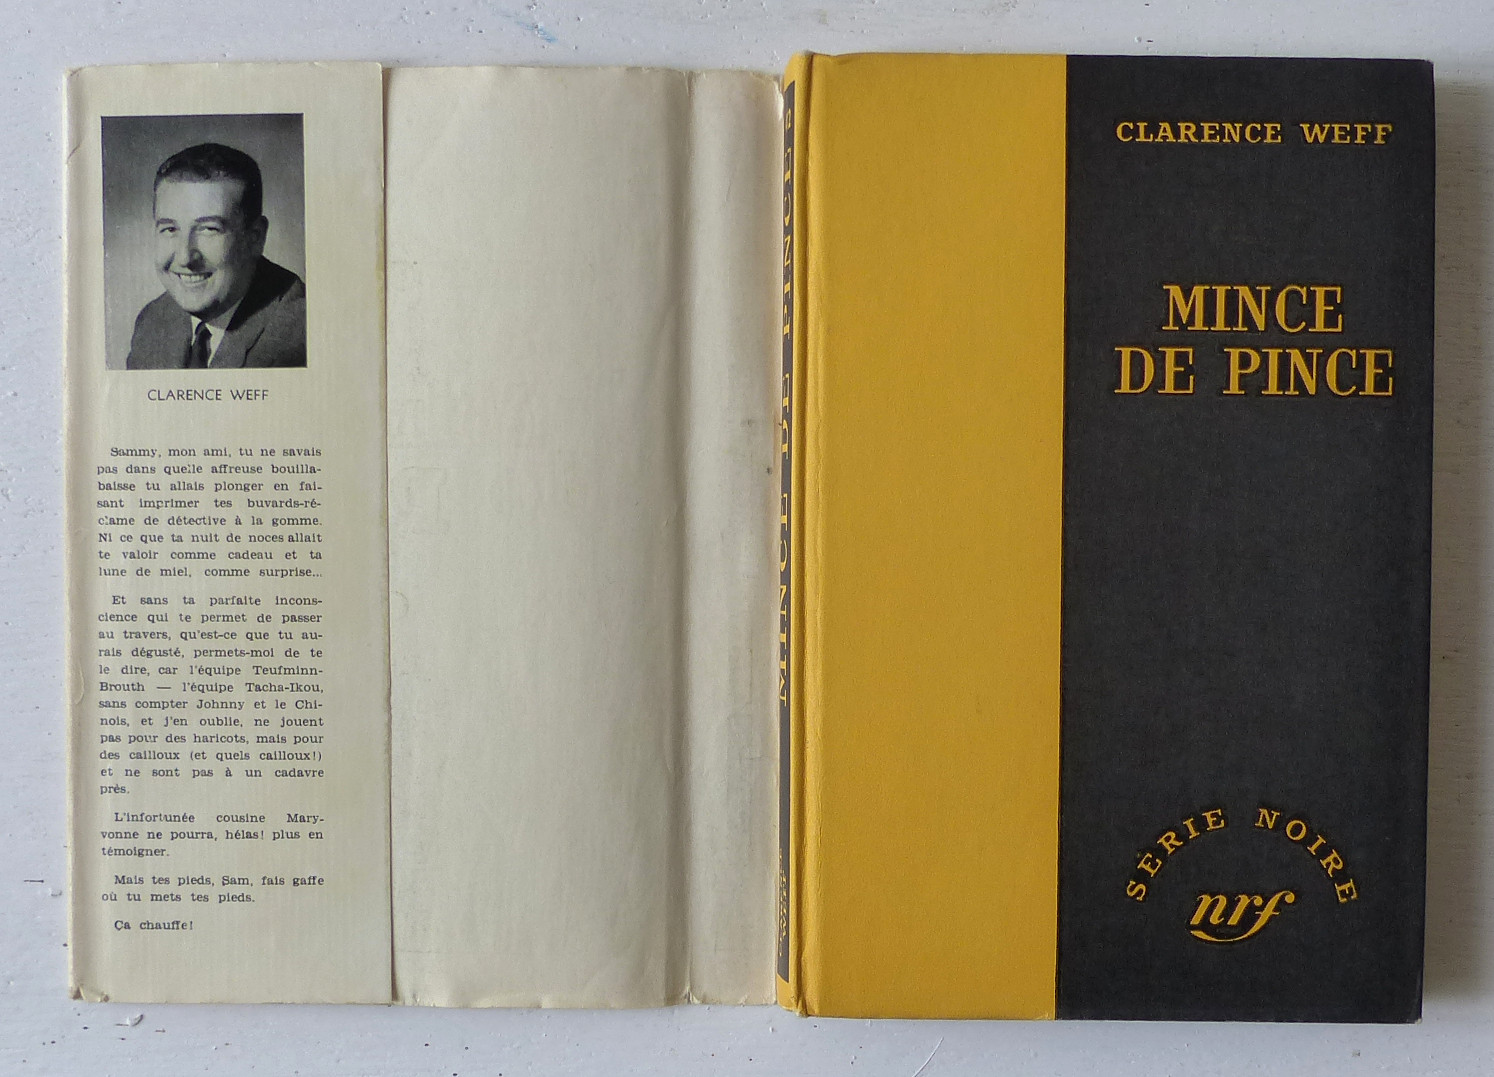 CLARENCE WEFF
Sammy, mon ami, tu ne savais
pas dans quelle affreuse bouilla-
baisse tu allais plonger en fai-
sant imprimer tes buvards-ré-
clame de détective à la gomme.
Ni ce que ta nuit de noces allait
te valoir comme cadeau et ta
lune de miel, comme surprise...
Et sans ta parfaite incons-
cience qui te permet de passer
au travers, qu'est-ce que tu au-
rais dégusté, permets-moi de te
le dire, car l'équipe Teufminn-
Brouth — l'équipe Tacha-Ikou,
sans compter Johnny et le Chi-
nois, et j'en oublie, ne jouent
pas pour des haricots, mais pour
des cailloux (et quels cailloux!)
et ne sont pas à un cadavre
près.
L'infortunée cousine Mary-
vonne ne pourra, hélas! plus en
témoigner.
Mais tes pieds, Sam, fais gaffe
où tu mets tes pieds.
Ça chauffe!
MINCE DE PINCE
CLARENCE WEFF
MINCE
DE PINCE
SÉRIE NOIRE
nrf